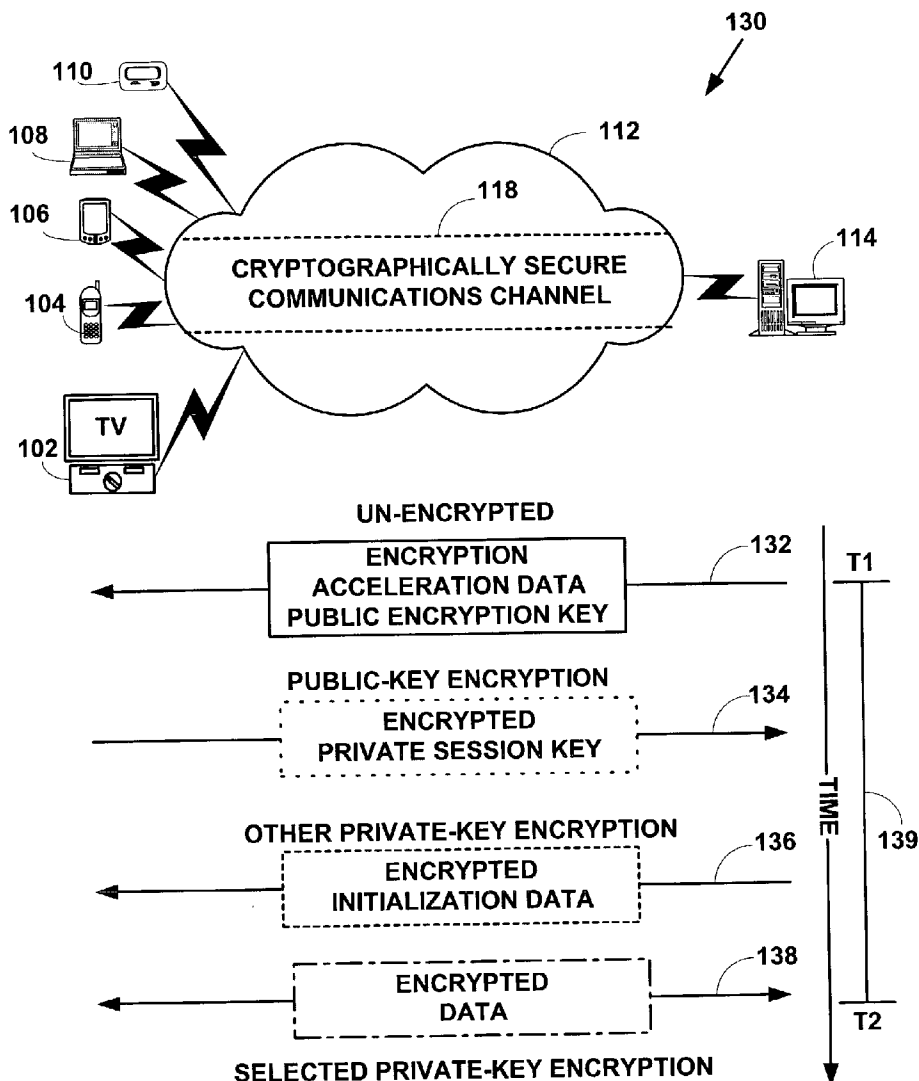 130
110
112
108
118
106
114
CRYPTOGRAPHICALLY SECURE
COMMUNICATIONS CHANNEL
104
TV
102
UN-ENCRYPTED
132
T1
ENCRYPTION
ACCELERATION DATA
PUBLIC ENCRYPTION KEY
PUBLIC-KEY ENCRYPTION
134
ENCRYPTED
PRIVATE SESSION KEY
TIME
139
OTHER PRIVATE-KEY ENCRYPTION
136
ENCRYPTED
INITIALIZATION DATA
138
ENCRYPTED
DATA
T2
SELECTED PRIVATE-KEY ENCRYPTION